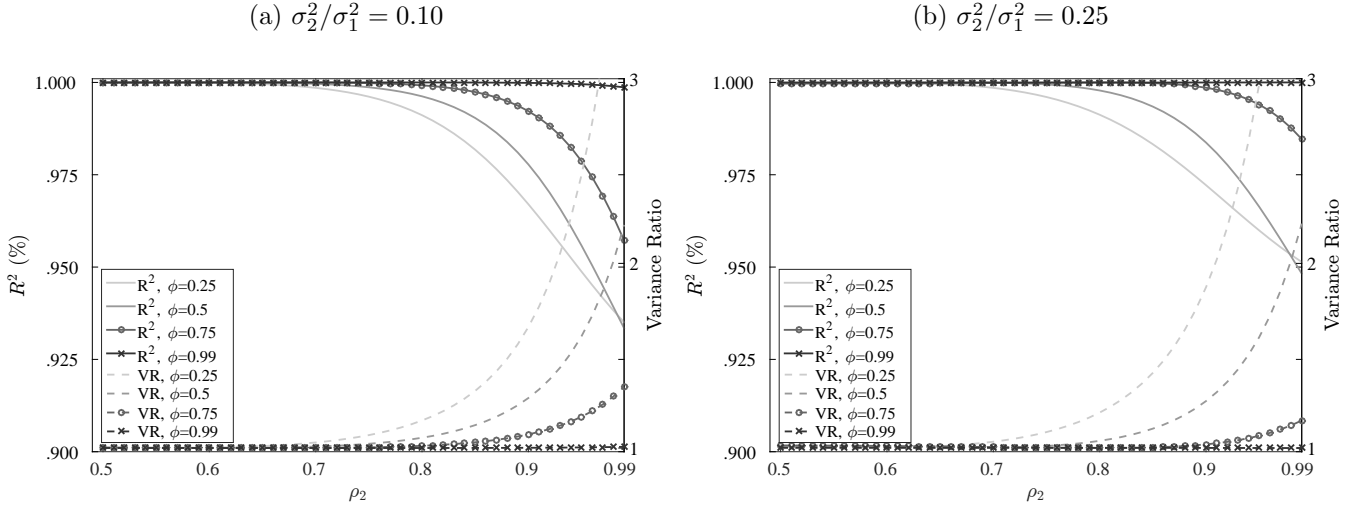 (a) σ₂²/σ₁² = 0.10
1.000
.975
.950
.925
.900
R² (%)
R², ϕ=0.25
R², ϕ=0.5
R², ϕ=0.75
R², ϕ=0.99
VR, ϕ=0.25
VR, ϕ=0.5
VR, ϕ=0.75
VR, ϕ=0.99
3
2
1
Variance Ratio
0.5 0.6 0.7 0.8 0.9 0.99
ρ₂
(b) σ₂²/σ₁² = 0.25
1.000
.975
.950
.925
.900
R² (%)
R², ϕ=0.25
R², ϕ=0.5
R², ϕ=0.75
R², ϕ=0.99
VR, ϕ=0.25
VR, ϕ=0.5
VR, ϕ=0.75
VR, ϕ=0.99
3
2
1
Variance Ratio
0.5 0.6 0.7 0.8 0.9 0.99
ρ₂